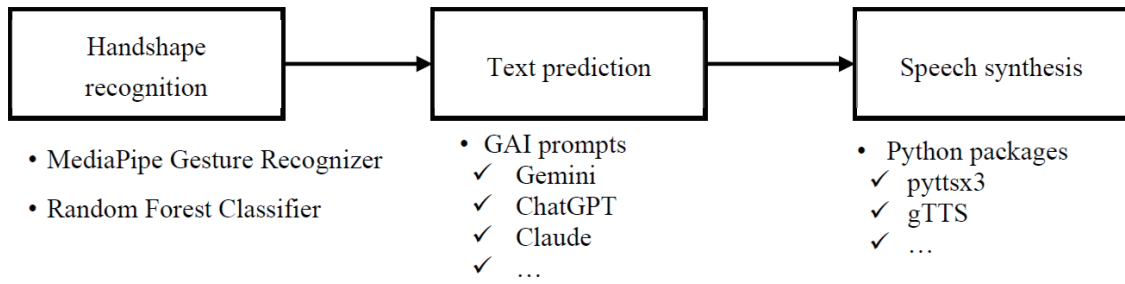 Handshape
recognition
Text prediction
Speech synthesis
• MediaPipe Gesture Recognizer
• Random Forest Classifier
• GAI prompts
✓ Gemini
✓ ChatGPT
✓ Claude
✓ …
• Python packages
✓ pyttsx3
✓ gTTS
✓ …